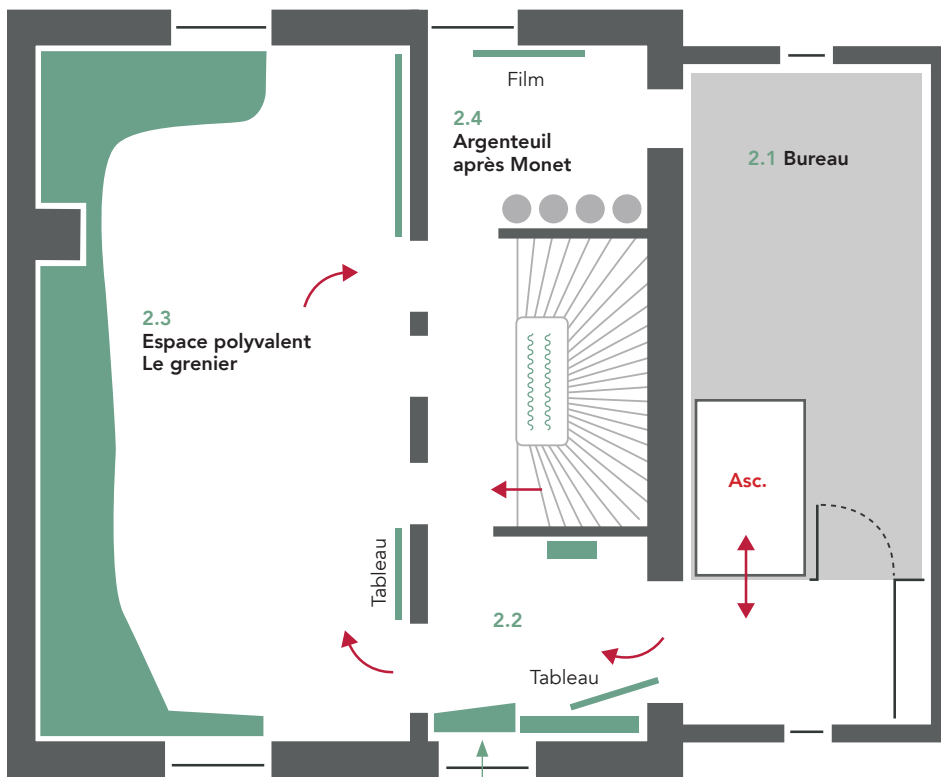 Film
2.4
Argenteuil
après Monet
2.1 Bureau
2.3
Espace polyvalent
Le grenier
Asc.
Tableau
2.2
Tableau